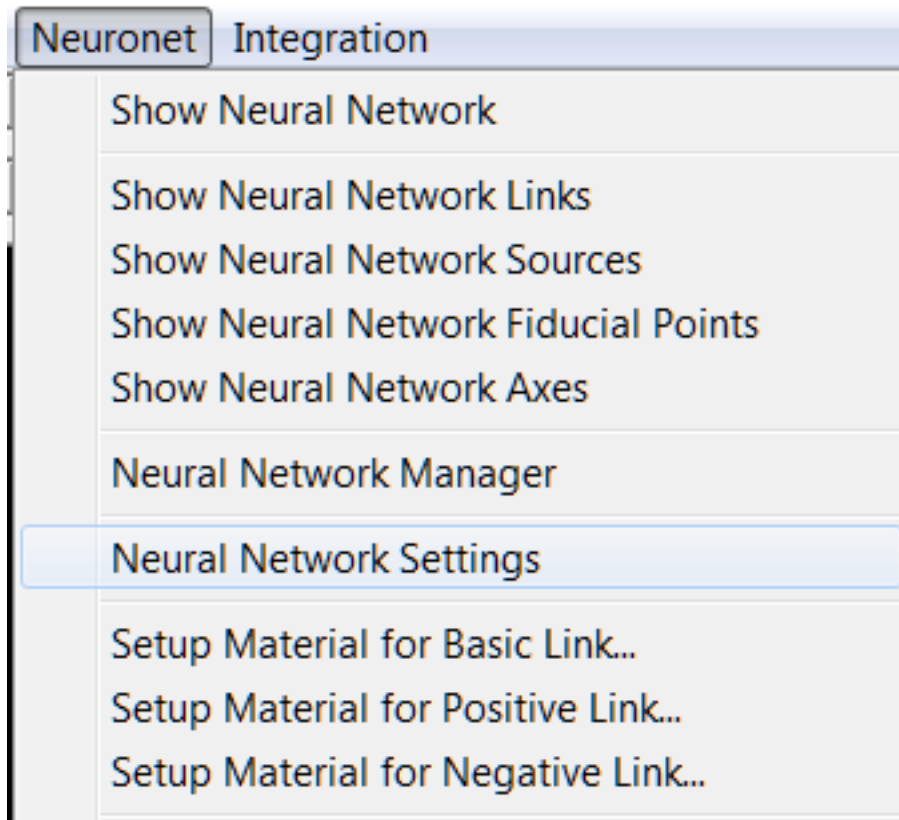 Neuronet Integration
Show Neural Network
Show Neural Network Links
Show Neural Network Sources
Show Neural Network Fiducial Points
Show Neural Network Axes
Neural Network Manager
Neural Network Settings
Setup Material for Basic Link...
Setup Material for Positive Link...
Setup Material for Negative Link...